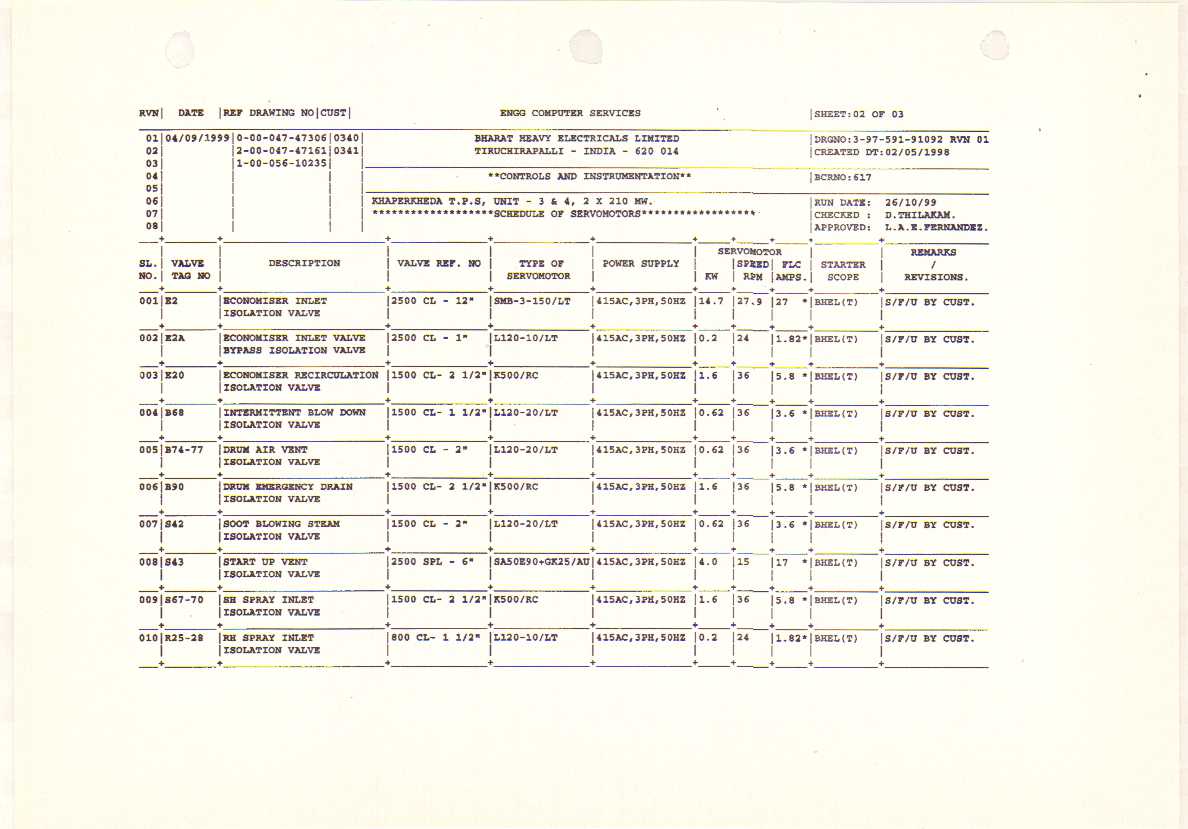 RVN| DATE |REF DRAWING NO|CUST| ENGG COMPUTER SERVICES |SHEET:02 OF 03
01|04/09/1999|0-00-047-47306|0340| BHARAT HEAVY ELECTRICALS LIMITED |DRGNO:3-97-591-91092 RVN 01
02| |2-00-047-47161|0341| TIRUCHIRAPALLI - INDIA - 620 014 |CREATED DT:02/05/1998
03| |1-00-056-10235|
04| **CONTROLS AND INSTRUMENTATION** |BCRNO:617
05|
06| KHAPERKHEDA T.P.S, UNIT - 3 & 4, 2 X 210 MW. |RUN DATE: 26/10/99
07| *******************SCHEDULE OF SERVOMOTORS****************** |CHECKED : D.THILAKAM.
08| |APPROVED: L.A.E.FERNANDEZ.
SERVOMOTOR | REMARKS
SL.| VALVE | DESCRIPTION | VALVE REF. NO | TYPE OF | POWER SUPPLY | |SPEED| FLC | STARTER | /
NO.| TAG NO | SERVOMOTOR | KW | RPM |AMPS.| SCOPE | REVISIONS.
001|E2 |ECONOMISER INLET |2500 CL - 12" |SMB-3-150/LT |415AC,3PH,50HZ |14.7 |27.9 |27 *|BHEL(T) |S/F/U BY CUST.
|ISOLATION VALVE
002|E2A |ECONOMISER INLET VALVE |2500 CL - 1" |L120-10/LT |415AC,3PH,50HZ |0.2 |24 |1.82*|BHEL(T) |S/F/U BY CUST.
|BYPASS ISOLATION VALVE
003|E20 |ECONOMISER RECIRCULATION |1500 CL- 2 1/2"|K500/RC |415AC,3PH,50HZ |1.6 |36 |5.8 *|BHEL(T) |S/F/U BY CUST.
|ISOLATION VALVE
004|B68 |INTERMITTENT BLOW DOWN |1500 CL- 1 1/2"|L120-20/LT |415AC,3PH,50HZ |0.62 |36 |3.6 *|BHEL(T) |S/F/U BY CUST.
|ISOLATION VALVE
005|B74-77 |DRUM AIR VENT |1500 CL - 2" |L120-20/LT |415AC,3PH,50HZ |0.62 |36 |3.6 *|BHEL(T) |S/F/U BY CUST.
|ISOLATION VALVE
006|B90 |DRUM EMERGENCY DRAIN |1500 CL- 2 1/2"|K500/RC |415AC,3PH,50HZ |1.6 |36 |5.8 *|BHEL(T) |S/F/U BY CUST.
|ISOLATION VALVE
007|S42 |SOOT BLOWING STEAM |1500 CL - 2" |L120-20/LT |415AC,3PH,50HZ |0.62 |36 |3.6 *|BHEL(T) |S/F/U BY CUST.
|ISOLATION VALVE
008|S43 |START UP VENT |2500 SPL - 6" |SA50E90+GK25/AU|415AC,3PH,50HZ |4.0 |15 |17 *|BHEL(T) |S/F/U BY CUST.
|ISOLATION VALVE
009|S67-70 |SH SPRAY INLET |1500 CL- 2 1/2"|K500/RC |415AC,3PH,50HZ |1.6 |36 |5.8 *|BHEL(T) |S/F/U BY CUST.
|ISOLATION VALVE
010|R25-28 |RH SPRAY INLET |800 CL- 1 1/2" |L120-10/LT |415AC,3PH,50HZ |0.2 |24 |1.82*|BHEL(T) |S/F/U BY CUST.
|ISOLATION VALVE